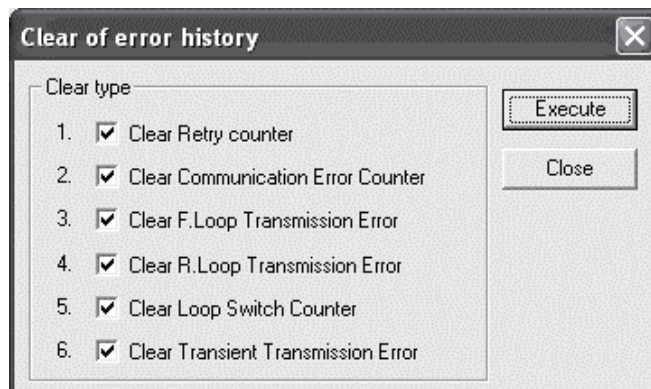 Clear of error history
Clear type
1. Clear Retry counter
2. Clear Communication Error Counter
3. Clear F.Loop Transmission Error
4. Clear R.Loop Transmission Error
5. Clear Loop Switch Counter
6. Clear Transient Transmission Error
Execute
Close